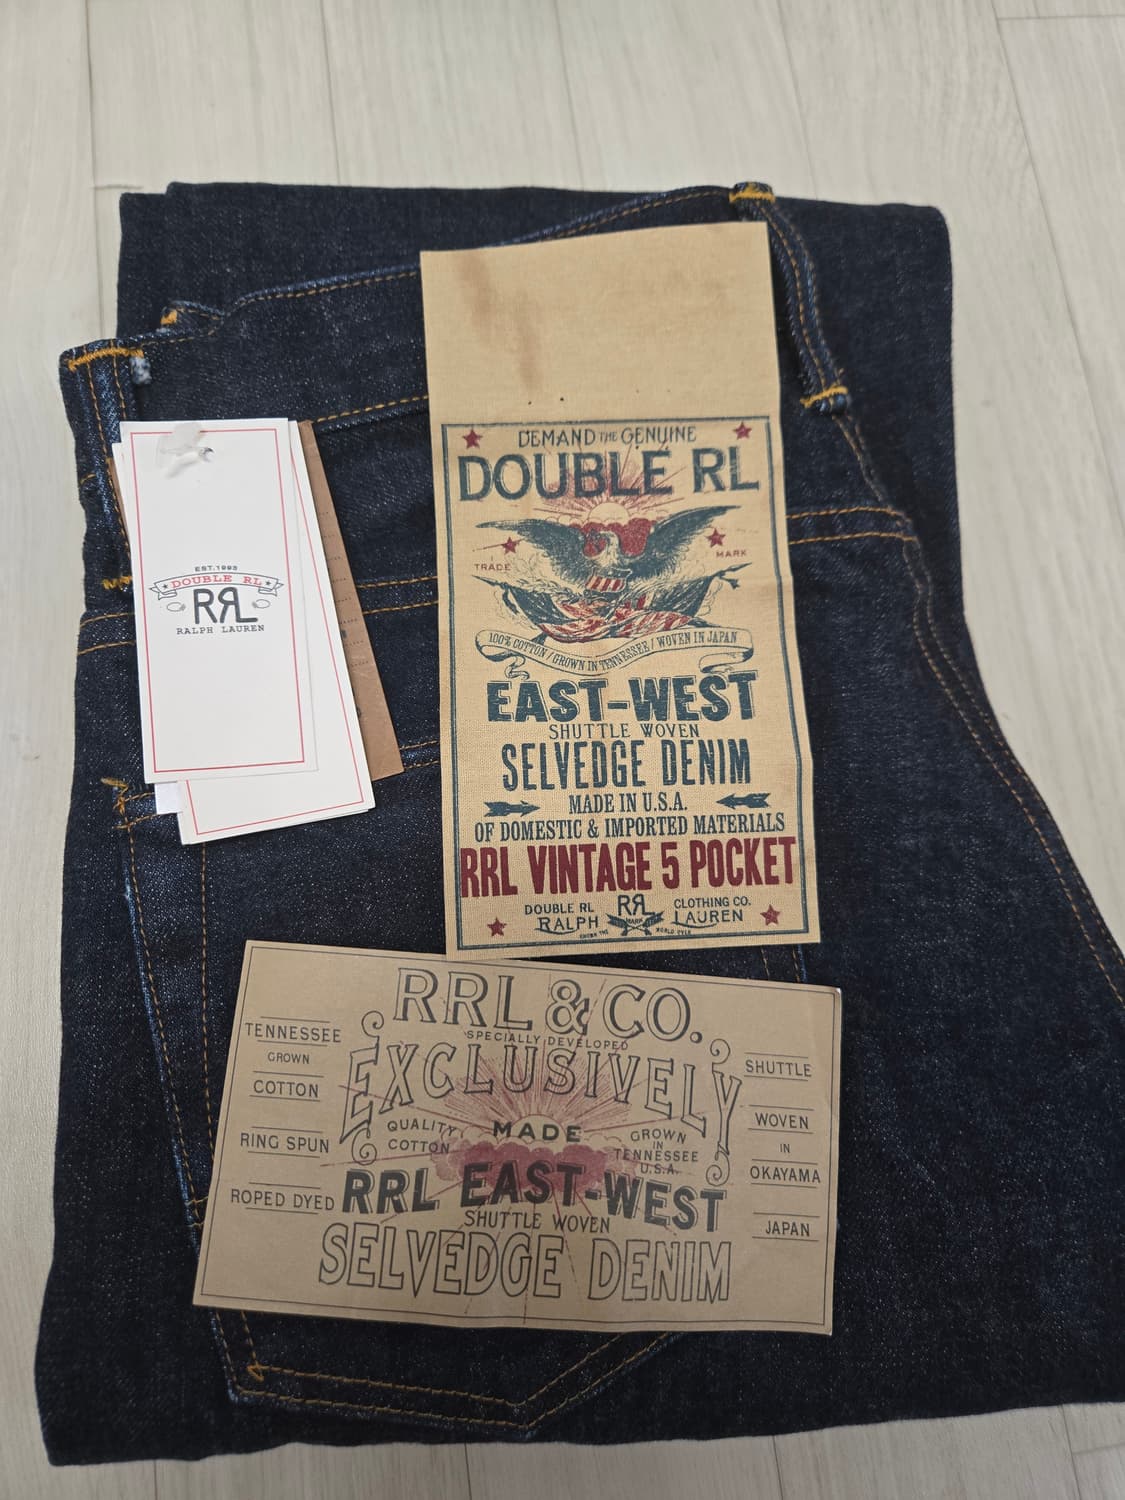 EST. 1993
DOUBLE RL
RRL
RALPH LAUREN
DEMAND THE GENUINE
DOUBLE RL
TRADE MARK
100% COTTON / GROWN IN TENNESSEE / WOVEN IN JAPAN
EAST-WEST
SHUTTLE WOVEN
SELVEDGE DENIM
MADE IN U.S.A.
OF DOMESTIC & IMPORTED MATERIALS
RRL VINTAGE 5 POCKET
DOUBLE RL RRL CLOTHING CO.
RALPH MARK LAUREN
RRL & CO.
SPECIALLY DEVELOPED
EXCLUSIVELY
TENNESSEE
GROWN
COTTON
RING SPUN
ROPED DYED
QUALITY
COTTON
MADE
GROWN
IN
TENNESSEE
U.S.A.
RRL EAST-WEST
SHUTTLE WOVEN
SELVEDGE DENIM
SHUTTLE
WOVEN
IN
OKAYAMA
JAPAN